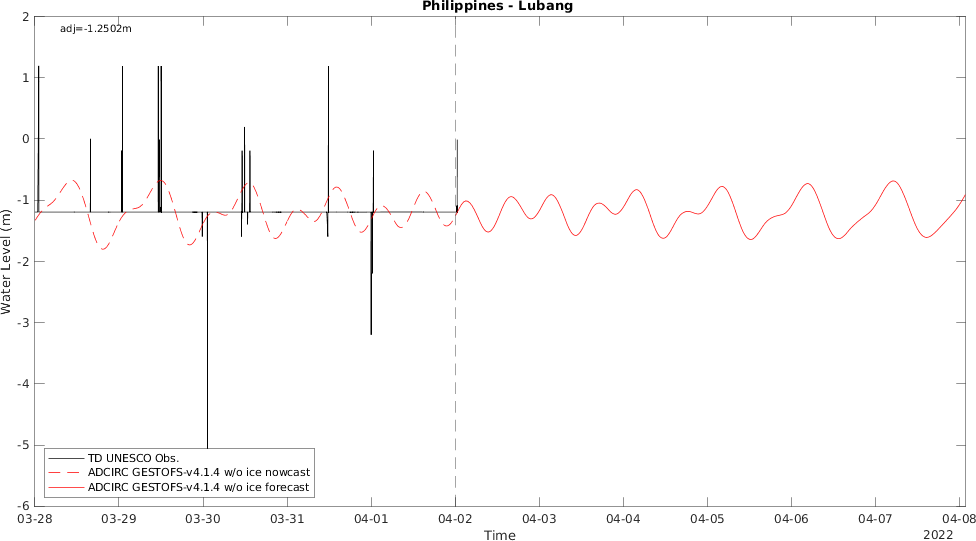 Philippines - Lubang
adj=-1.2502m
2
1
0
-1
-2
-3
-4
-5
-6
Water Level (m)
TD UNESCO Obs.
ADCIRC GESTOFS-v4.1.4 w/o ice nowcast
ADCIRC GESTOFS-v4.1.4 w/o ice forecast
03-28 03-29 03-30 03-31 04-01 04-02 04-03 04-04 04-05 04-06 04-07 04-08
Time
2022